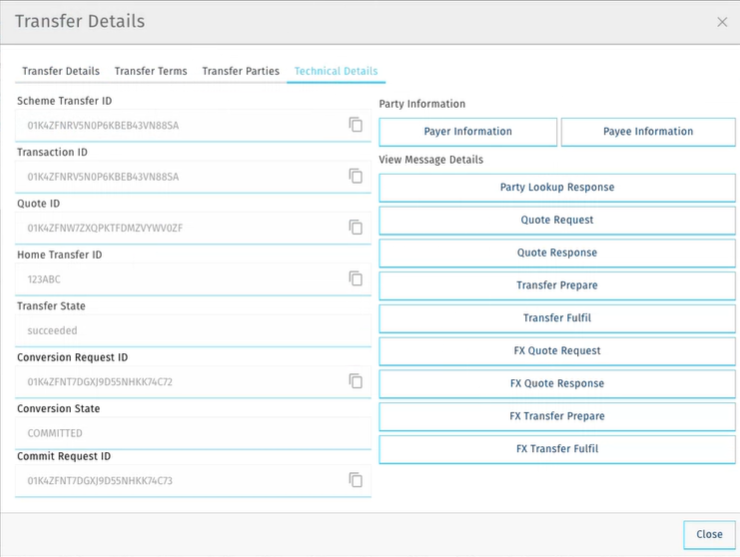 Transfer Details
Transfer Details Transfer Terms Transfer Parties Technical Details
Scheme Transfer ID
01K4ZFNRV5N0P6KBEB43VN88SA
Transaction ID
01K4ZFNRV5N0P6KBEB43VN88SA
Quote ID
01K4ZFNW7ZXQPKTFDMZVYWV0ZF
Home Transfer ID
123ABC
Transfer State
succeeded
Conversion Request ID
01K4ZFNT7DGXJ9D55NHKK74C72
Conversion State
COMMITTED
Commit Request ID
01K4ZFNT7DGXJ9D55NHKK74C73
Party Information
Payer Information
Payee Information
View Message Details
Party Lookup Response
Quote Request
Quote Response
Transfer Prepare
Transfer Fulfil
FX Quote Request
FX Quote Response
FX Transfer Prepare
FX Transfer Fulfil
Close